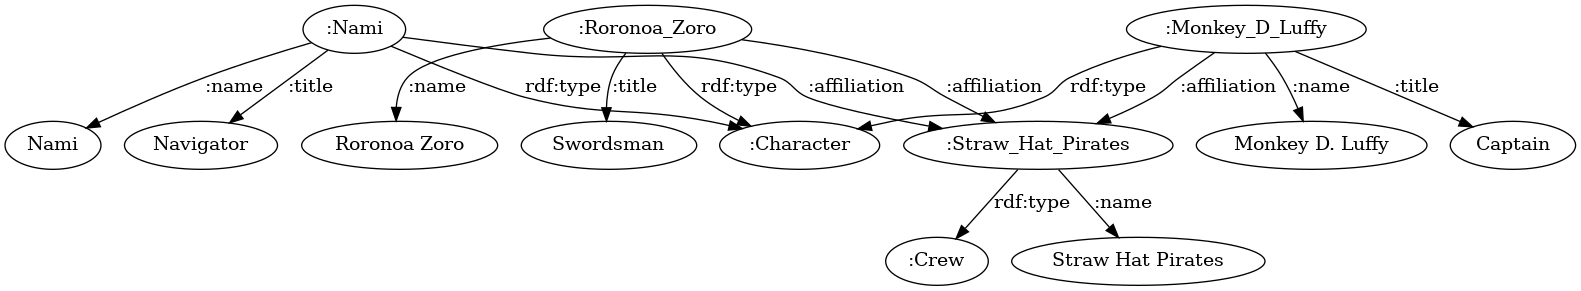 :Nami
:Roronoa_Zoro
:Monkey_D_Luffy
:name
:title
:name
rdf:type
:title
rdf:type
:affiliation
:affiliation
rdf:type
:affiliation
:name
:title
Nami
Navigator
Roronoa Zoro
Swordsman
:Character
:Straw_Hat_Pirates
Monkey D. Luffy
Captain
rdf:type
:name
:Crew
Straw Hat Pirates